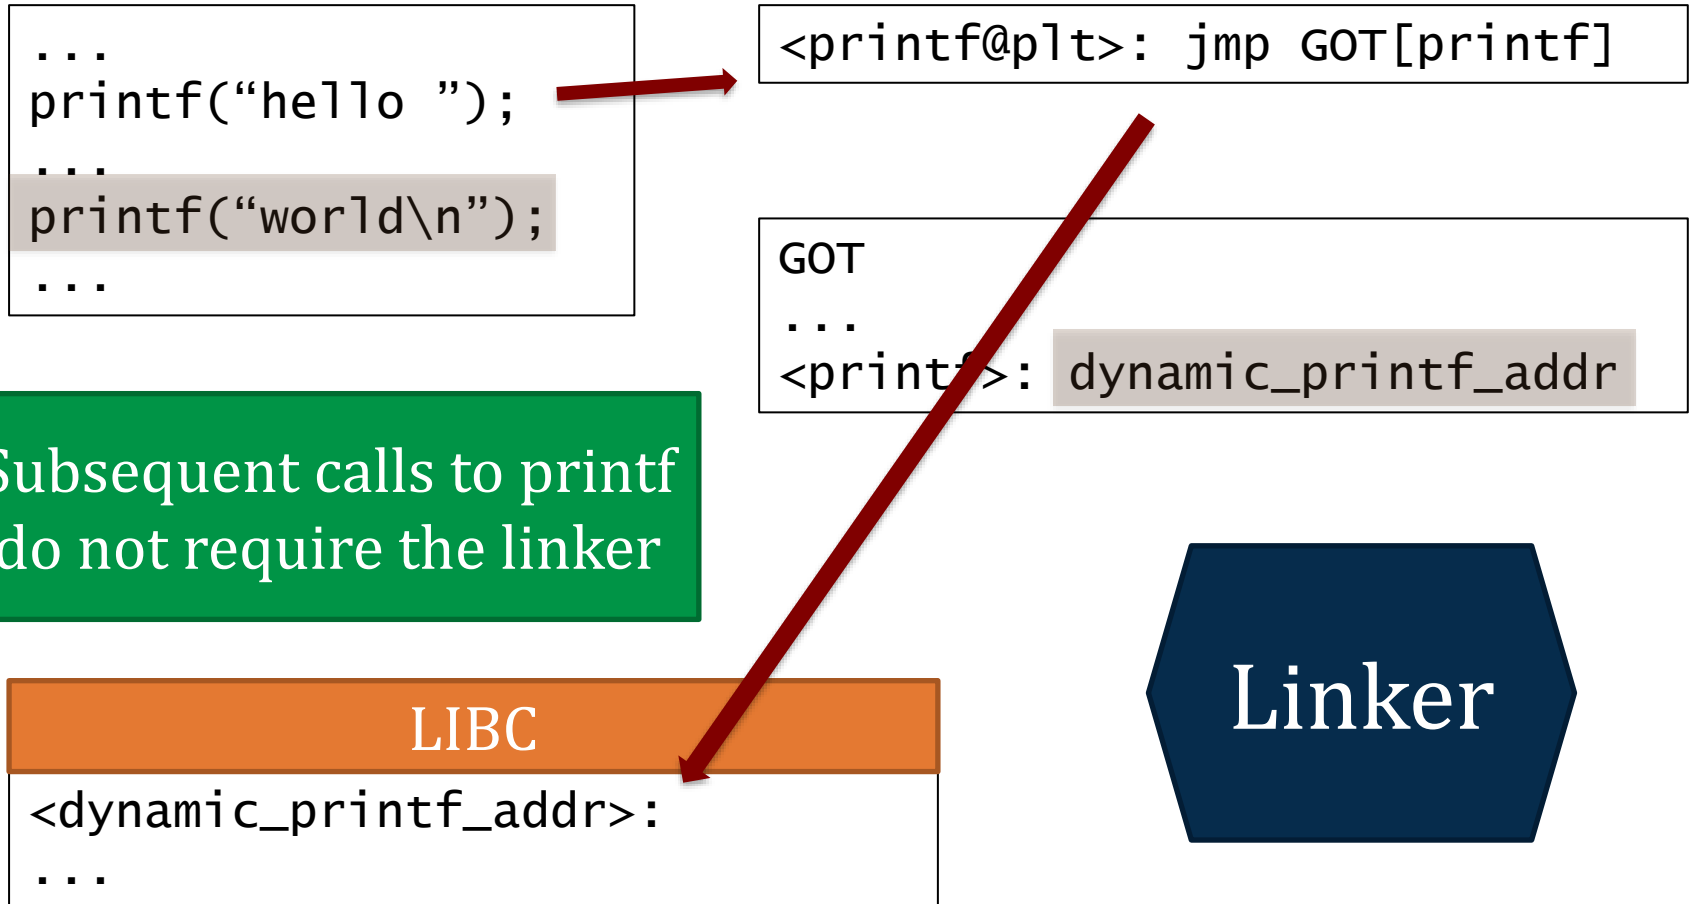 ...
printf(“hello ”);
...
printf(“world\n”);
...
<printf@plt>: jmp GOT[printf]
GOT
...
<printf>: dynamic_printf_addr
Subsequent calls to printf
do not require the linker
Linker
LIBC
<dynamic_printf_addr>:
...